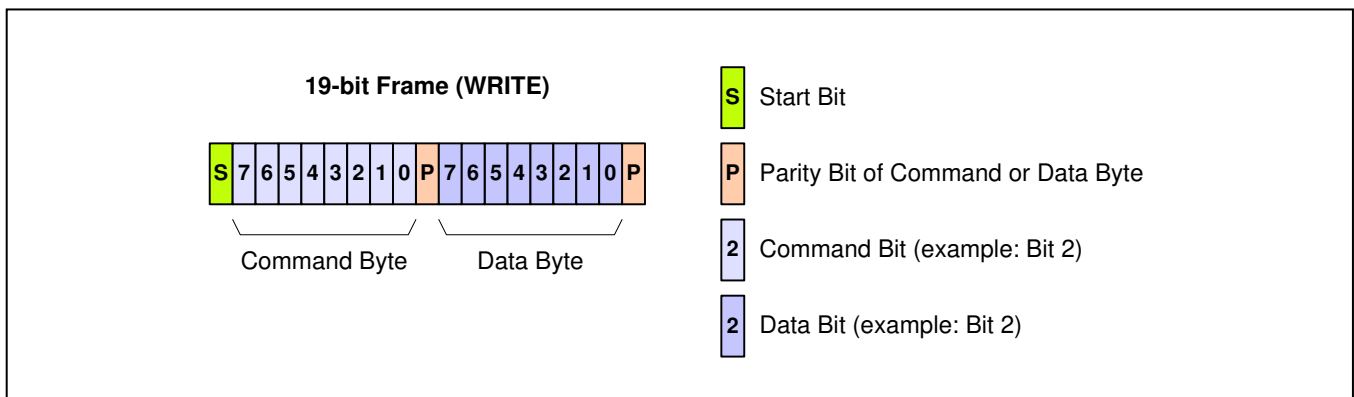 19-bit Frame (WRITE)
S 7 6 5 4 3 2 1 0 P 7 6 5 4 3 2 1 0 P
Command Byte Data Byte
S Start Bit
P Parity Bit of Command or Data Byte
2 Command Bit (example: Bit 2)
2 Data Bit (example: Bit 2)